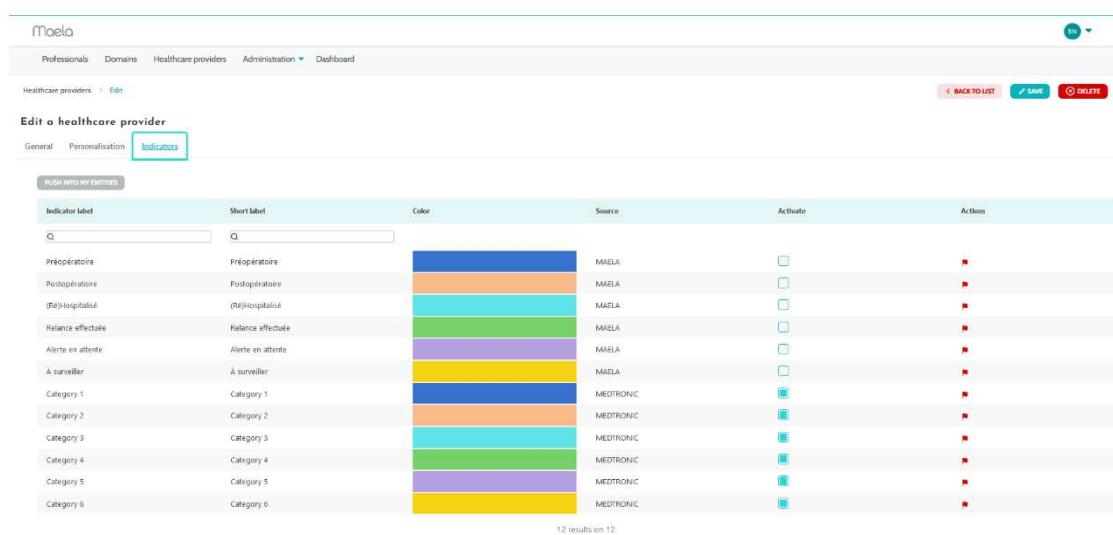 Maela
BN
Professionals Domains Healthcare providers Administration Dashboard
Healthcare providers > Edit
< BACK TO LIST SAVE DELETE
Edit a healthcare provider
General Personalisation Indicators
PUSH INTO MY ENTITIES
Indicator label Short label Color Source Activate Actions
Préopératoire Préopératoire MAELA
Postopératoire Postopératoire MAELA
(Ré)Hospitalisé (Ré)Hospitalisé MAELA
Relance effectuée Relance effectuée MAELA
Alerte en attente Alerte en attente MAELA
À surveiller À surveiller MAELA
Category 1 Category 1 MEDTRONIC
Category 2 Category 2 MEDTRONIC
Category 3 Category 3 MEDTRONIC
Category 4 Category 4 MEDTRONIC
Category 5 Category 5 MEDTRONIC
Category 6 Category 6 MEDTRONIC
12 results on 12